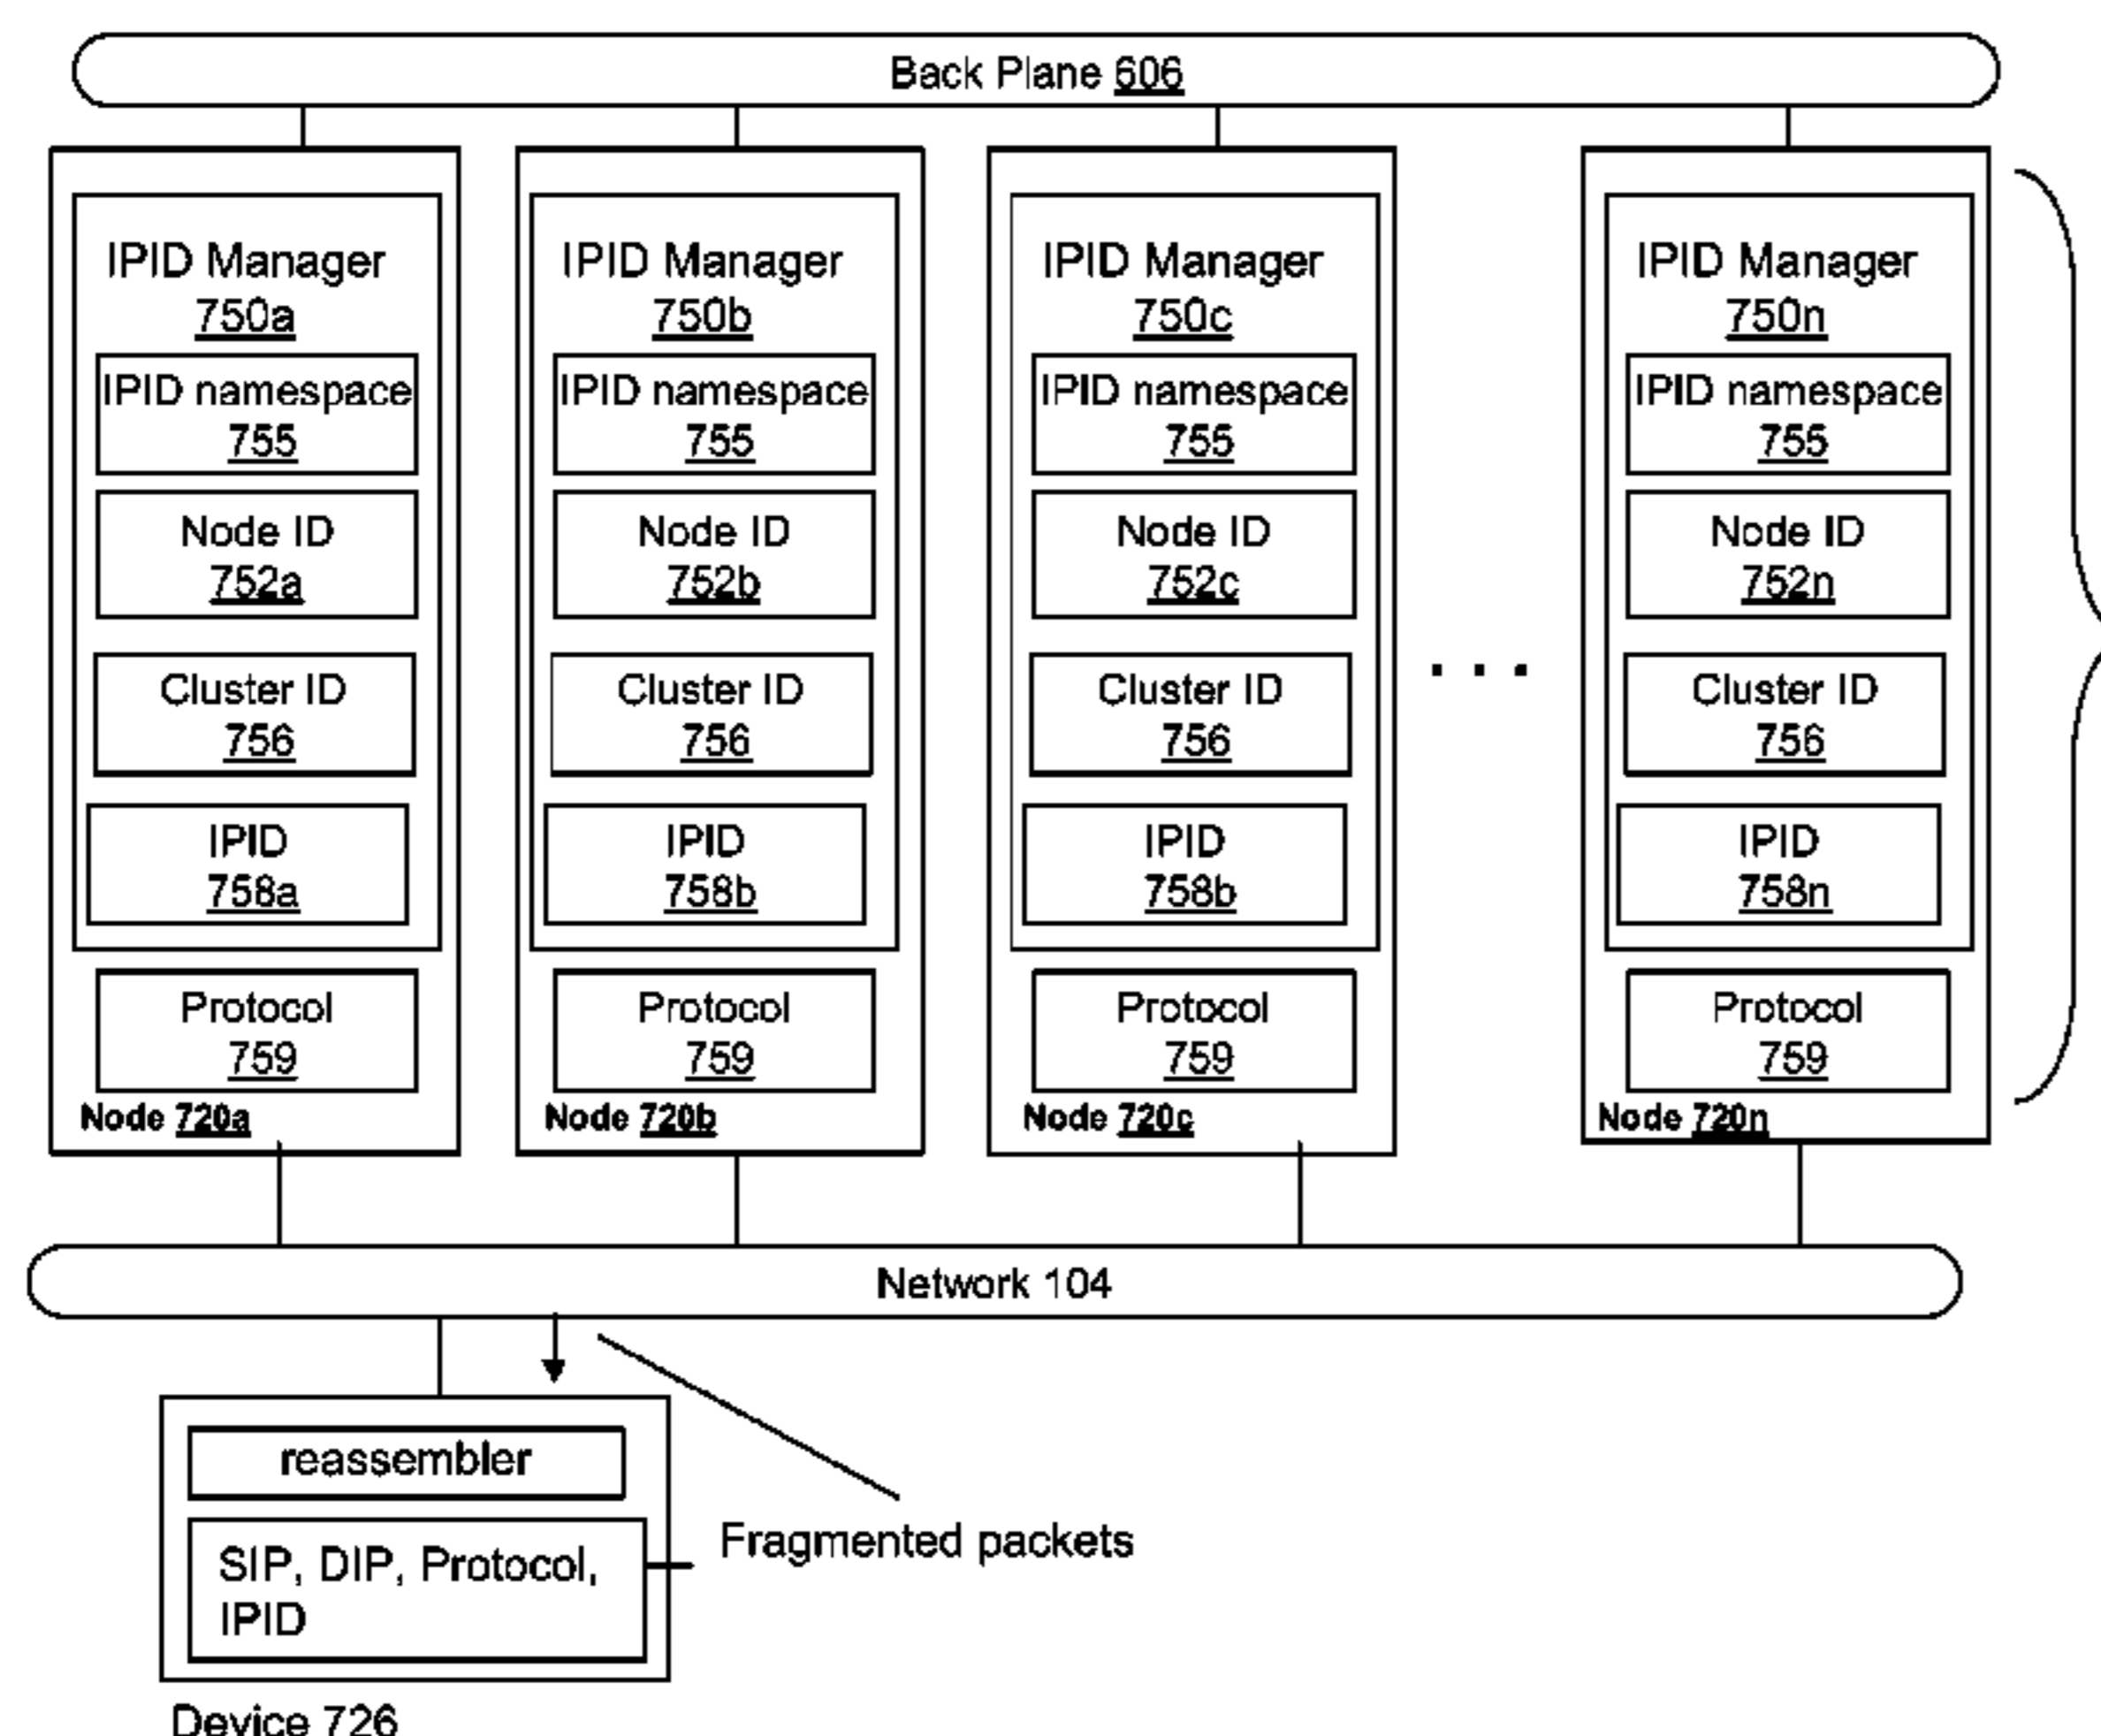 Back Plane 606
IPID Manager
750a
IPID namespace
755
Node ID
752a
Cluster ID
756
IPID
758a
Protocol
759
Node 720a
IPID Manager
750b
IPID namespace
755
Node ID
752b
Cluster ID
756
IPID
758b
Protocol
759
Node 720b
IPID Manager
750c
IPID namespace
755
Node ID
752c
Cluster ID
756
IPID
758b
Protocol
759
Node 720c
. . .
IPID Manager
750n
IPID namespace
755
Node ID
752n
Cluster ID
756
IPID
758n
Protocol
759
Node 720n
Network 104
reassembler
SIP, DIP, Protocol,
IPID
Fragmented packets
Device 726